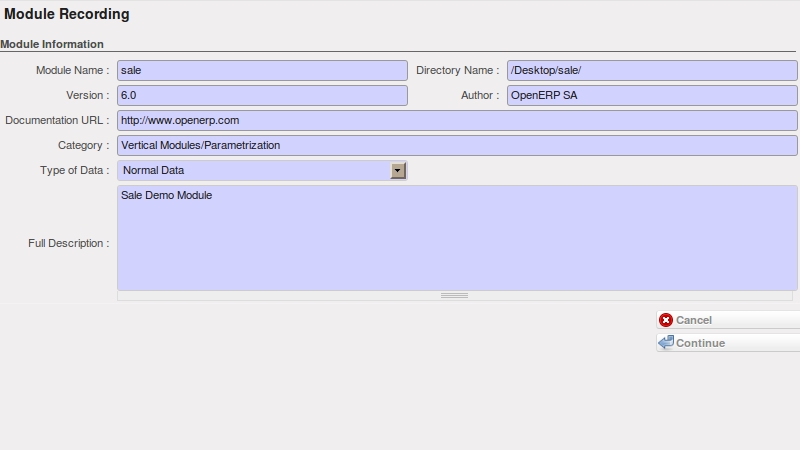 Module Recording
Module Information
Module Name : sale Directory Name : /Desktop/sale/
Version : 6.0 Author : OpenERP SA
Documentation URL : http://www.openerp.com
Category : Vertical Modules/Parametrization
Type of Data : Normal Data
Sale Demo Module
Full Description :
Cancel
Continue